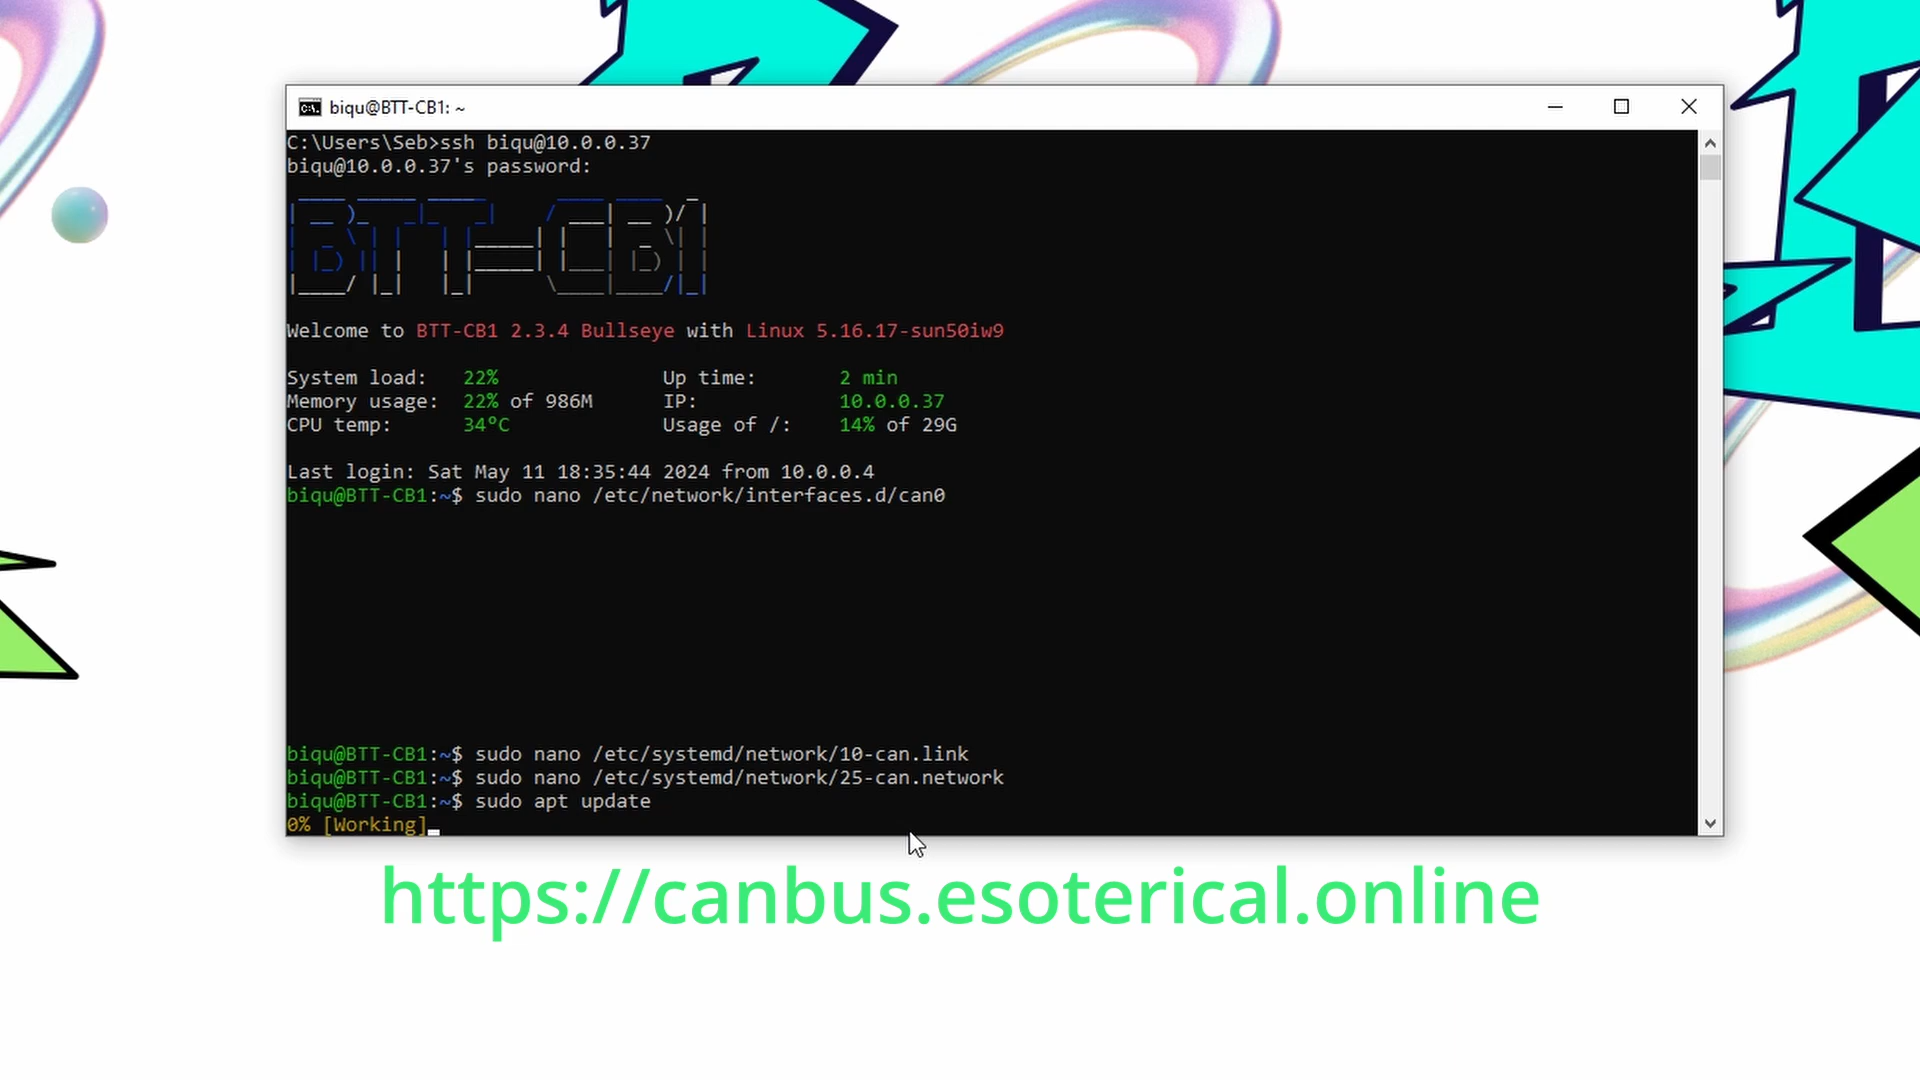 biqu@BTT-CB1: ~
C:\Users\Seb>ssh biqu@10.0.0.37
biqu@10.0.0.37's password:
BTT-CB1
Welcome to BTT-CB1 2.3.4 Bullseye with Linux 5.16.17-sun50iw9
System load: 22% Up time: 2 min
Memory usage: 22% of 986M IP: 10.0.0.37
CPU temp: 34°C Usage of /: 14% of 29G
Last login: Sat May 11 18:35:44 2024 from 10.0.0.4
biqu@BTT-CB1:~$ sudo nano /etc/network/interfaces.d/can0
biqu@BTT-CB1:~$ sudo nano /etc/systemd/network/10-can.link
biqu@BTT-CB1:~$ sudo nano /etc/systemd/network/25-can.network
biqu@BTT-CB1:~$ sudo apt update
0% [Working]
https://canbus.esoterical.online